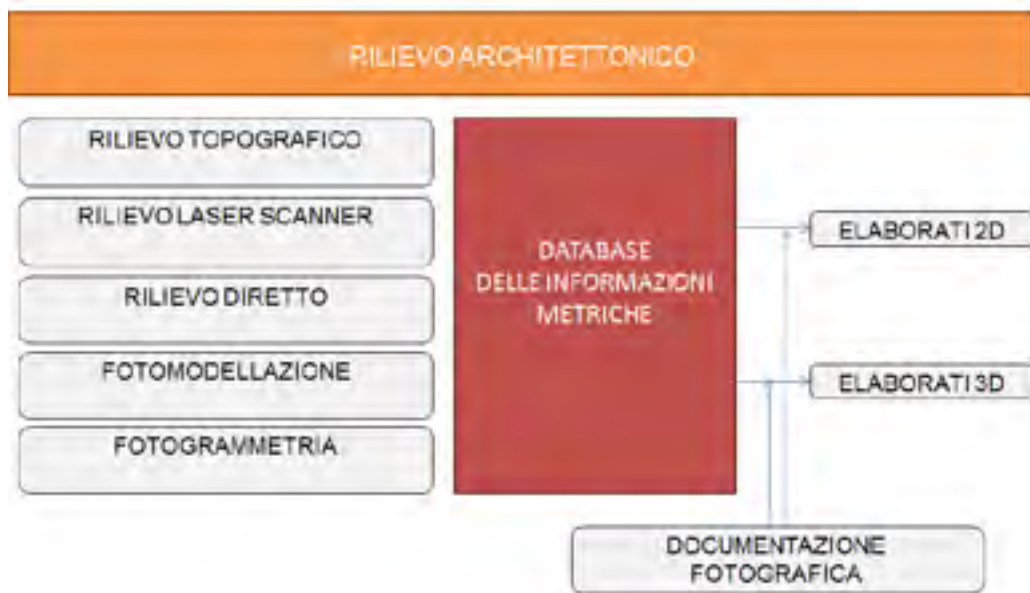 RILIEVO ARCHITETTONICO
RILIEVO TOPOGRAFICO
RILIEVO LASER SCANNER
RILIEVO DIRETTO
FOTOMODELLAZIONE
FOTOGRAMMETRIA
DATABASE
DELLE INFORMAZIONI
METRICHE
ELABORATI 2D
ELABORATI 3D
DOCUMENTAZIONE
FOTOGRAFICA